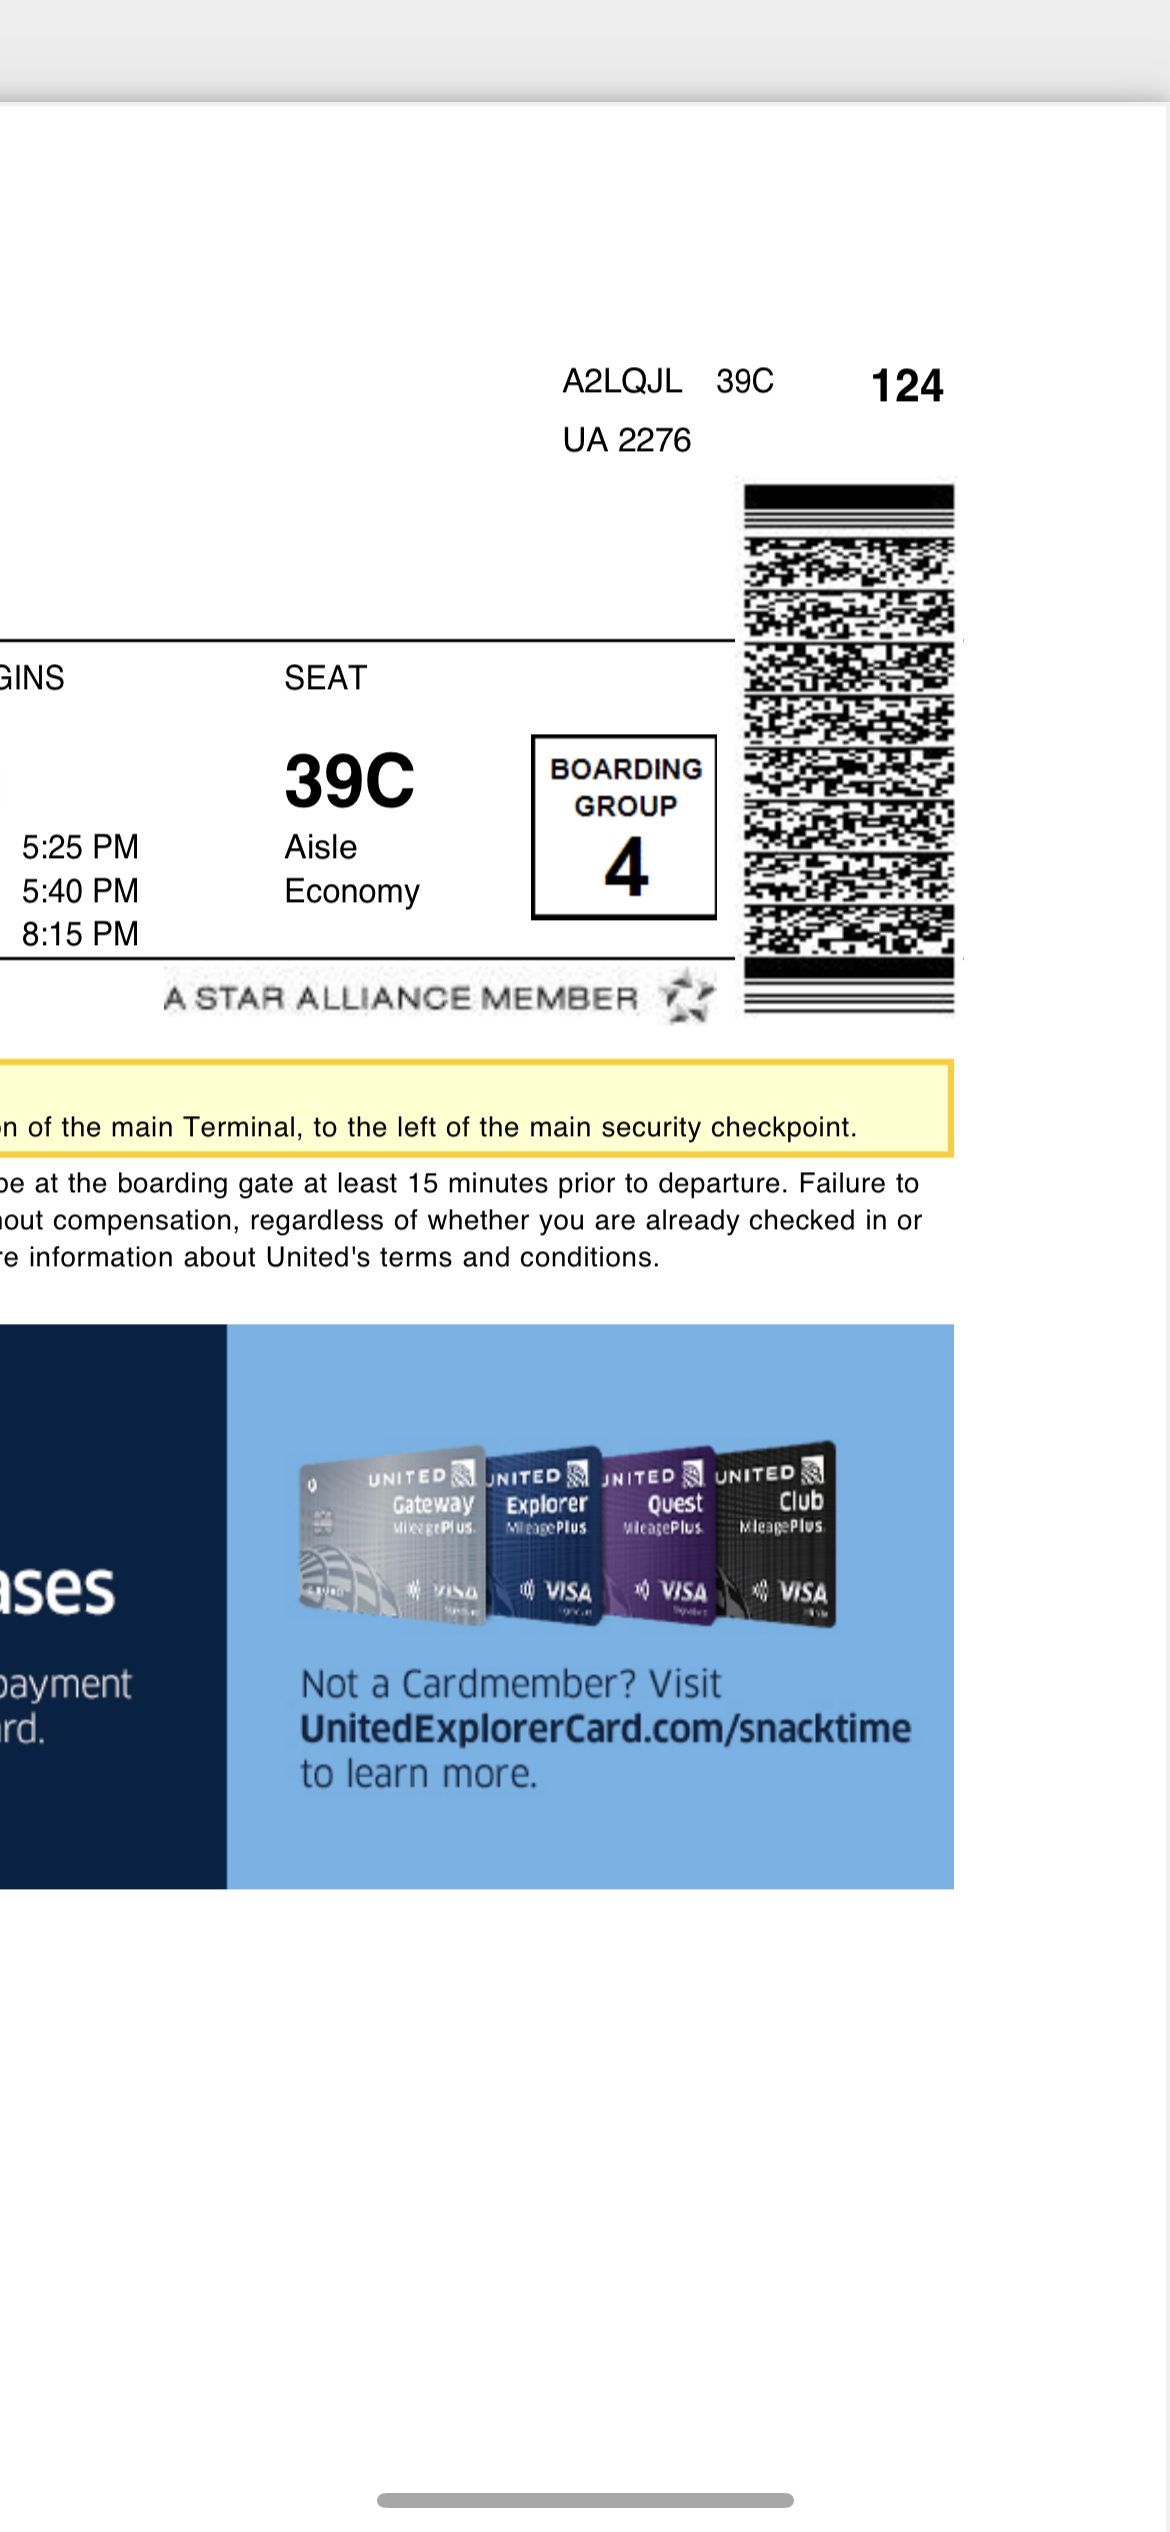 A2LQJL 39C 124
UA 2276
GINS SEAT
39C
BOARDING
GROUP
4
5:25 PM Aisle
5:40 PM Economy
8:15 PM
A STAR ALLIANCE MEMBER
on of the main Terminal, to the left of the main security checkpoint.
be at the boarding gate at least 15 minutes prior to departure. Failure to
hout compensation, regardless of whether you are already checked in or
re information about United's terms and conditions.
UNITED
Gateway
MileagePlus
VISA
UNITED
Explorer
MileagePlus
VISA
UNITED
Quest
MileagePlus
VISA
UNITED
Club
MileagePlus
VISA
ases
payment
rd.
Not a Cardmember? Visit
UnitedExplorerCard.com/snacktime
to learn more.